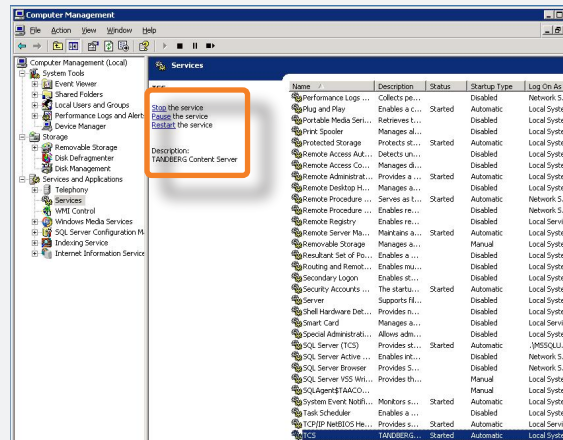 Computer Management
File Action View Window Help
Computer Management (Local)
System Tools
Event Viewer
Shared Folders
Local Users and Groups
Performance Logs and Alert
Device Manager
Storage
Removable Storage
Disk Defragmenter
Disk Management
Services and Applications
Telephony
Services
WMI Control
Windows Media Services
SQL Server Configuration M
Indexing Service
Internet Information Service
Services
Stop the service
Pause the service
Restart the service
Description:
TANDBERG Content Server
Name Description Status Startup Type Log On As
Performance Logs ... Collects pe... Disabled Network S.
Plug and Play Enables a c... Started Automatic Local Syste
Portable Media Seri... Retrieves t... Disabled Local Syste
Print Spooler Manages al... Disabled Local Syste
Protected Storage Protects st... Started Automatic Local Syste
Remote Access Aut... Detects un... Disabled Local Syste
Remote Access Co... Manages di... Disabled Local Syste
Remote Administrat... Provides a ... Started Automatic Local Syste
Remote Desktop H... Manages a... Disabled Local Syste
Remote Procedure ... Serves as t... Started Automatic Network S.
Remote Procedure ... Enables re... Disabled Network S.
Remote Registry Enables re... Disabled Local Servi
Remote Server Ma... Maintains a... Started Automatic Local Syste
Removable Storage Manages a... Manual Local Syste
Resultant Set of Po... Enables a ... Disabled Local Syste
Routing and Remot... Enables mu... Disabled Local Syste
Secondary Logon Enables st... Disabled Local Syste
Security Accounts ... The startu... Started Automatic Local Syste
Server Supports fil... Disabled Local Syste
Shell Hardware Det... Provides n... Disabled Local Syste
Smart Card Manages a... Disabled Local Servi
Special Administrati... Allows adm... Disabled Local Syste
SQL Server (TCS) Provides st... Started Automatic .\MSSQLU.
SQL Server Active ... Enables int... Disabled Network S.
SQL Server Browser Provides S... Disabled Network S.
SQL Server VSS Wri... Provides th... Manual Local Syste
SQLAgent$TAACO... Manual Local Syste
System Event Notifi... Monitors s... Started Automatic Local Syste
Task Scheduler Enables a ... Disabled Local Syste
TCP/IP NetBIOS He... Provides s... Started Automatic Local Servi
TCS TANDBERG... Started Automatic Local Syste